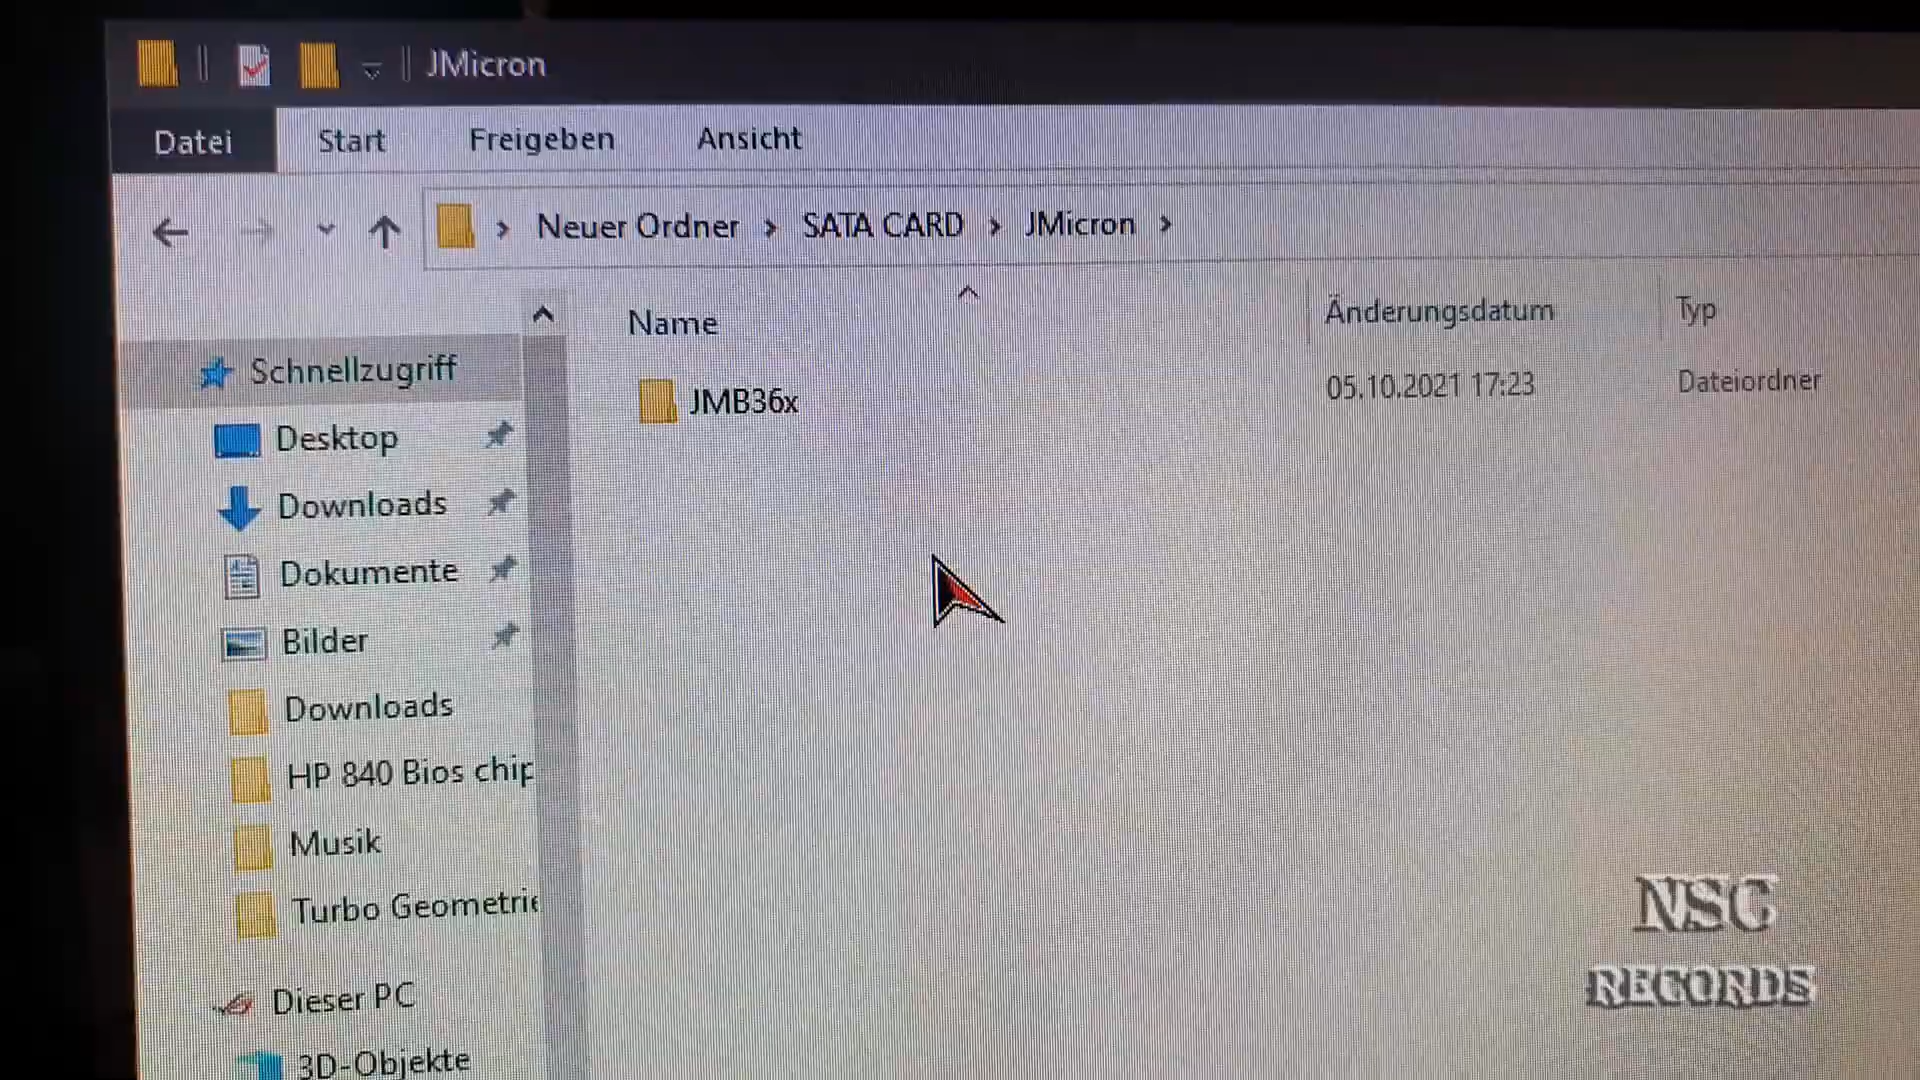 JMicron
Datei Start Freigeben Ansicht
Neuer Ordner SATA CARD JMicron
Name Änderungsdatum Typ
JMB36x 05.10.2021 17:23 Dateiordner
Schnellzugriff
Desktop
Downloads
Dokumente
Bilder
Downloads
HP 840 Bios chip
Musik
Turbo Geometrie
Dieser PC
3D-Objekte
NSC
RECORDS